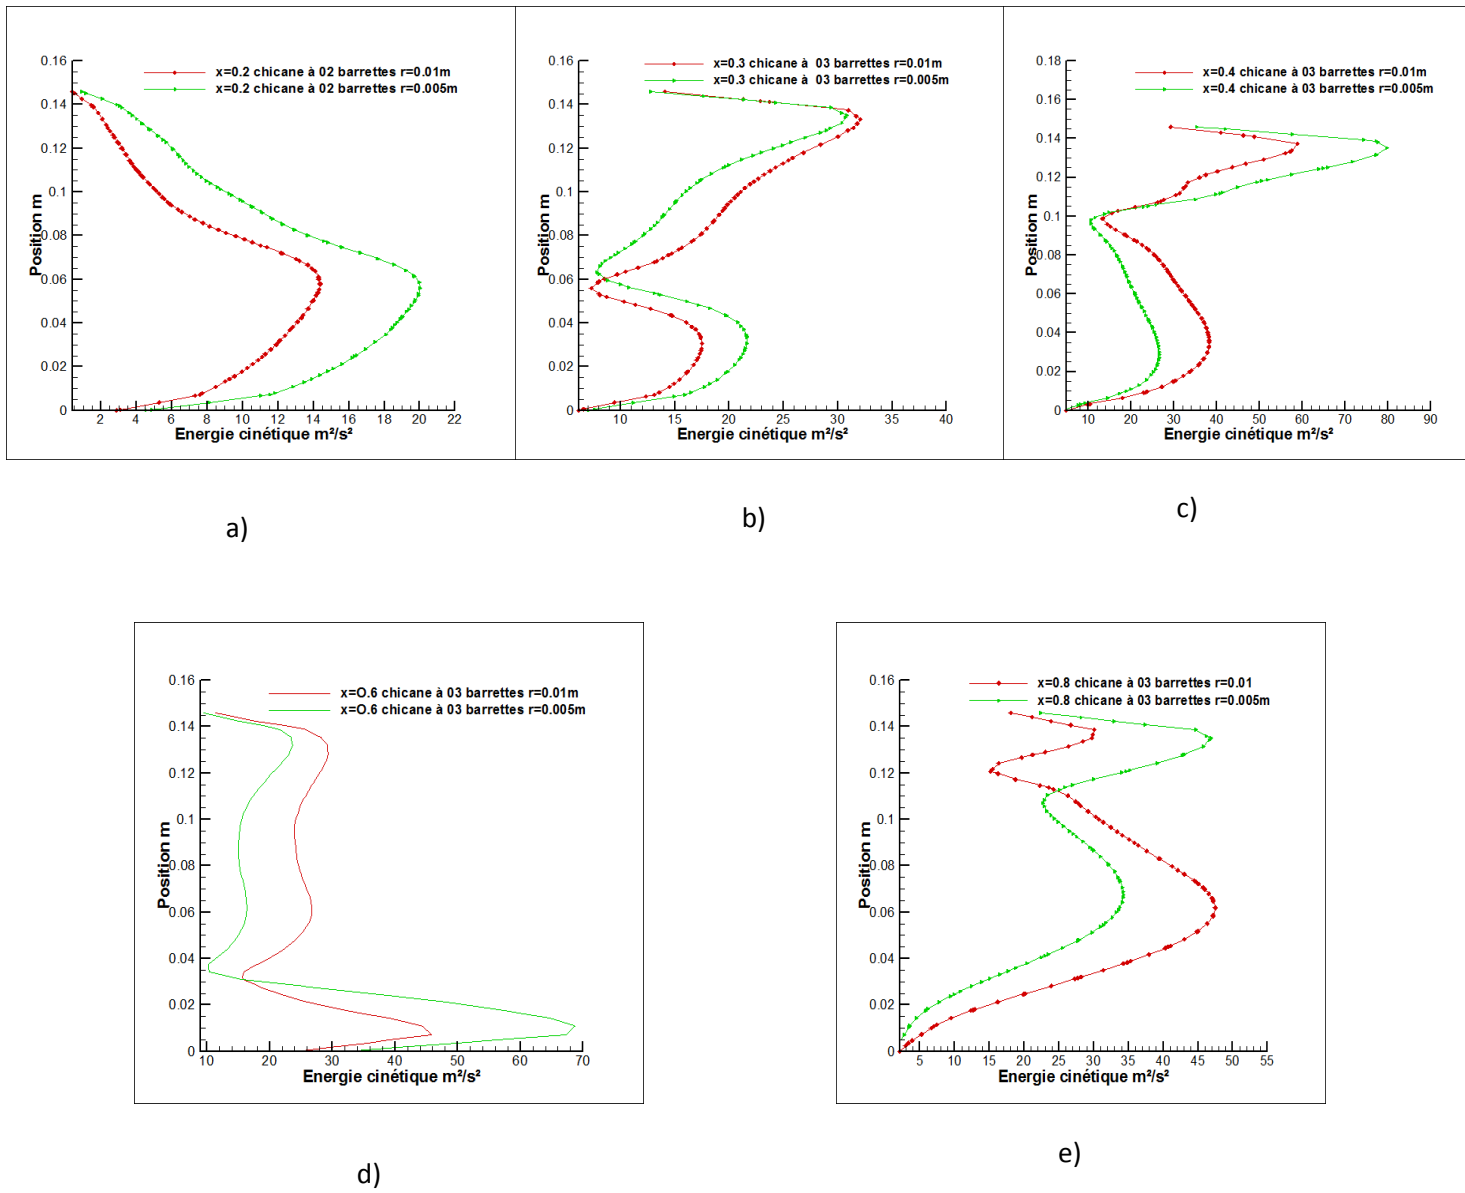 x=0.2 chicane à 02 barrettes r=0.01m
x=0.2 chicane à 02 barrettes r=0.005m
0.16
0.14
0.12
0.1
0.08
0.06
0.04
0.02
0
Position m
2 4 6 8 10 12 14 16 18 20 22
Energie cinétique m²/s²
x=0.3 chicane à 03 barrettes r=0.01m
x=0.3 chicane à 03 barrettes r=0.005m
0.16
0.14
0.12
0.1
0.08
0.06
0.04
0.02
0
Position m
10 15 20 25 30 35 40
Energie cinétique m²/s²
x=0.4 chicane à 03 barrettes r=0.01m
x=0.4 chicane à 03 barrettes r=0.005m
0.18
0.16
0.14
0.12
0.1
0.08
0.06
0.04
0.02
0
Position m
10 20 30 40 50 60 70 80 90
Energie cinétique m²/s²
a)
b)
c)
x=O.6 chicane à 03 barrettes r=0.01m
x=O.6 chicane à 03 barrettes r=0.005m
0.16
0.14
0.12
0.1
0.08
0.06
0.04
0.02
0
Position m
10 20 30 40 50 60 70
Energie cinétique m²/s²
x=0.8 chicane à 03 barrettes r=0.01
x=0.8 chicane à 03 barrettes r=0.005m
0.16
0.14
0.12
0.1
0.08
0.06
0.04
0.02
0
Position m
5 10 15 20 25 30 35 40 45 50 55
Energie cinétique m²/s²
d)
e)